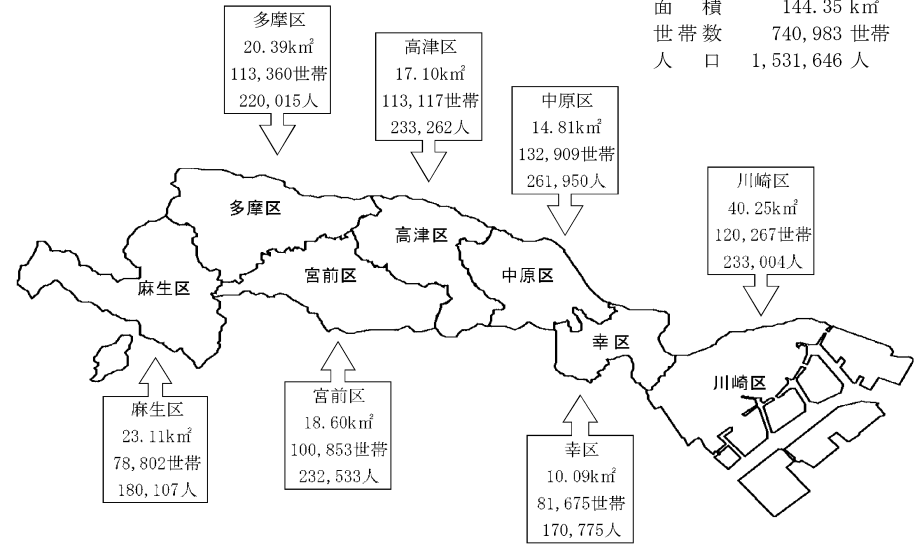 面 積 144.35 k㎡
世帯数 740,983 世帯
人 口 1,531,646 人
多摩区
20.39k㎡
113,360世帯
220,015人
高津区
17.10k㎡
113,117世帯
233,262人
中原区
14.81k㎡
132,909世帯
261,950人
川崎区
40.25k㎡
120,267世帯
233,004人
多摩区
高津区
麻生区
宮前区
中原区
幸 区
川崎区
麻生区
23.11k㎡
78,802世帯
180,107人
宮前区
18.60k㎡
100,853世帯
232,533人
幸区
10.09k㎡
81,675世帯
170,775人